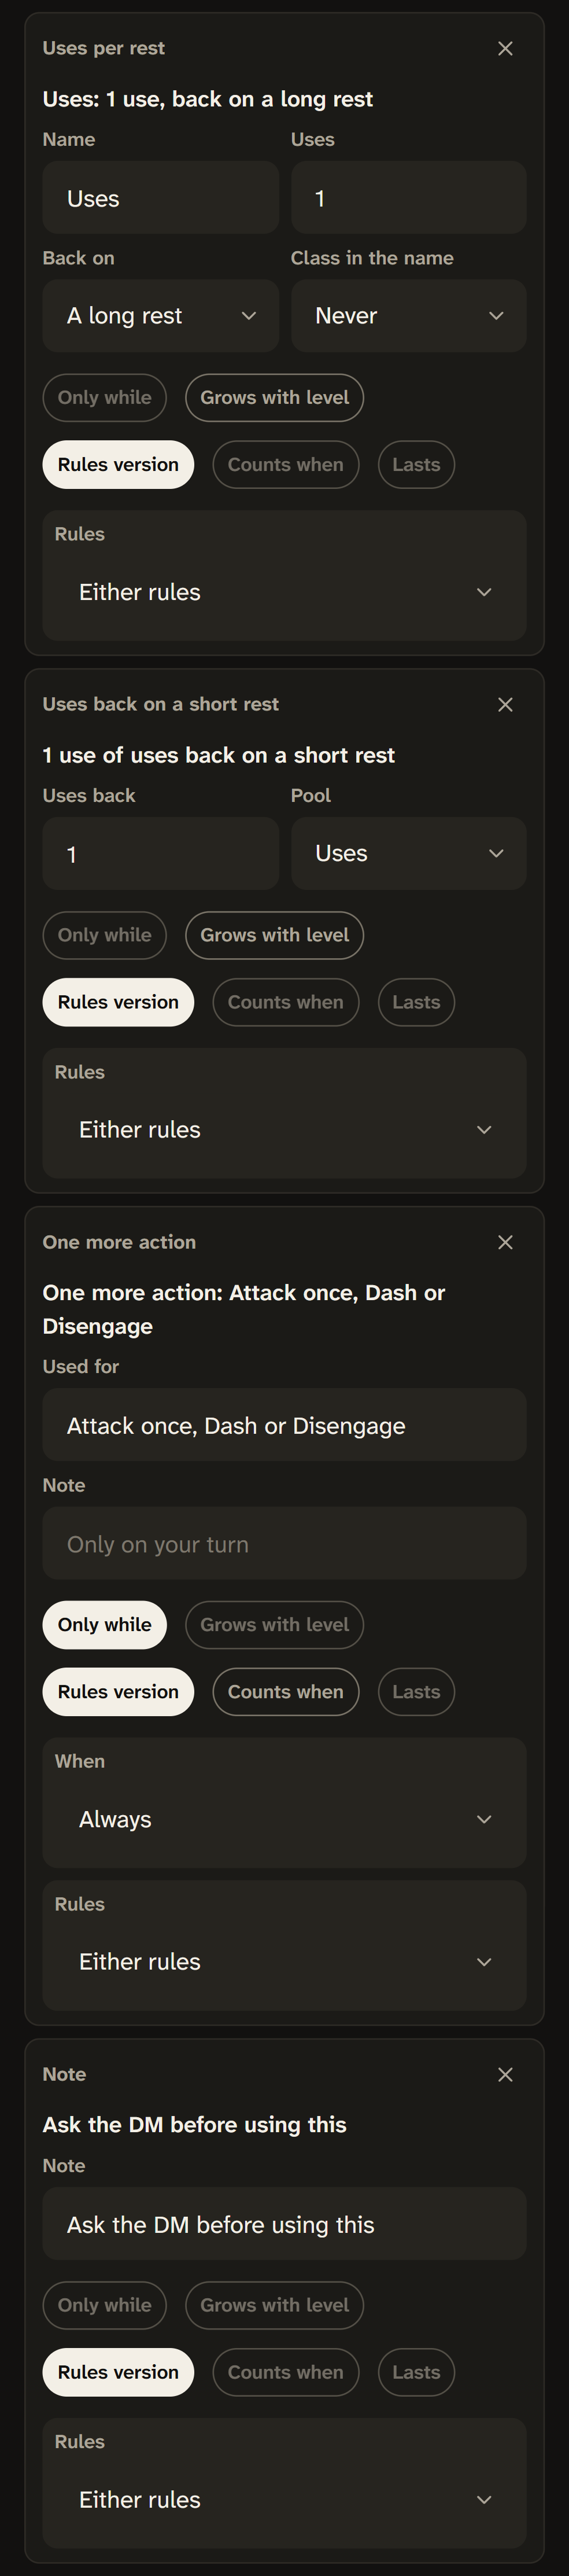 Uses per rest
Uses: 1 use, back on a long rest
Name Uses
Uses 1
Back on Class in the name
A long rest Never
Only while Grows with level
Rules version Counts when Lasts
Rules
Either rules
Uses back on a short rest
1 use of uses back on a short rest
Uses back Pool
1 Uses
Only while Grows with level
Rules version Counts when Lasts
Rules
Either rules
One more action
One more action: Attack once, Dash or
Disengage
Used for
Attack once, Dash or Disengage
Note
Only on your turn
Only while Grows with level
Rules version Counts when Lasts
When
Always
Rules
Either rules
Note
Ask the DM before using this
Note
Ask the DM before using this
Only while Grows with level
Rules version Counts when Lasts
Rules
Either rules